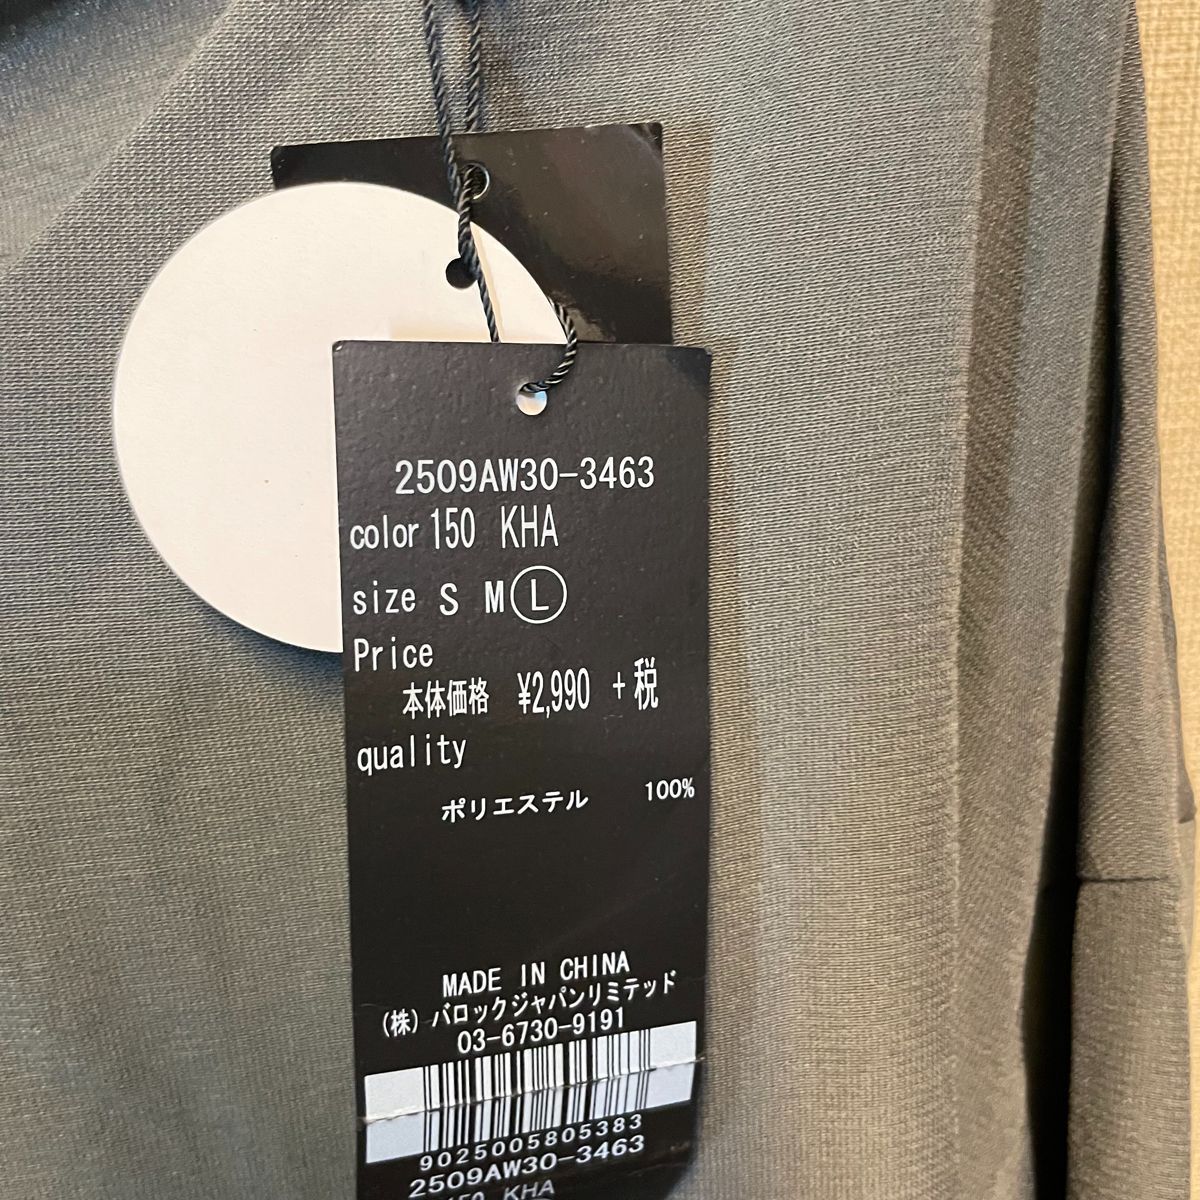 2509AW30-3463
color 150 KHA
size S M L
Price
本体価格 ¥2,990 +税
quality
ポリエステル 100%
MADE IN CHINA
(株)バロックジャパンリミテッド
03-6730-9191
9025005805383
2509AW30-3463
150 KHA